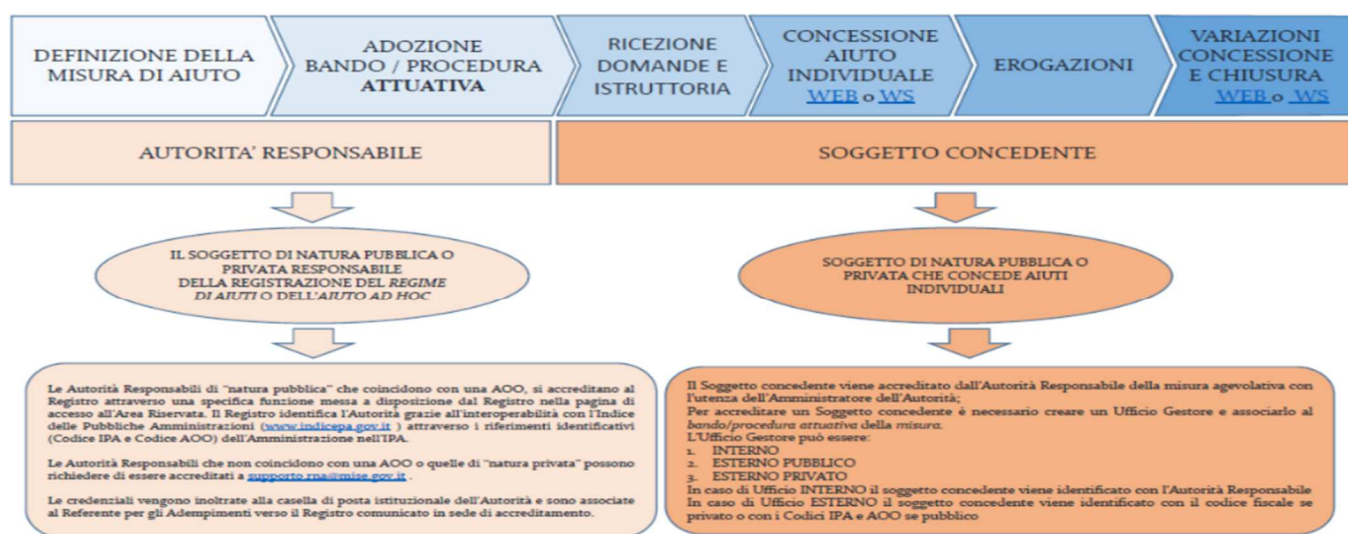 DEFINIZIONE DELLA
MISURA DI AIUTO
ADOZIONE
BANDO / PROCEDURA
ATTUATIVA
RICEZIONE
DOMANDE E
ISTRUTTORIA
CONCESSIONE
AIUTO
INDIVIDUALE
WEB o WS
EROGAZIONI
VARIAZIONI
CONCESSIONE
E CHIUSURA
WEB o WS
AUTORITA' RESPONSABILE
SOGGETTO CONCEDENTE
IL SOGGETTO DI NATURA PUBBLICA O
PRIVATA RESPONSABILE
DELLA REGISTRAZIONE DEL REGIME
DI AIUTI O DELL'AIUTO AD HOC
SOGGETTO DI NATURA PUBBLICA O
PRIVATA CHE CONCEDE AIUTI
INDIVIDUALI
Le Autorità Responsabili di "natura pubblica" che coincidono con una AOO, si accreditano al
Registro attraverso una specifica funzione messa a disposizione dal Registro nella pagina di
accesso all'Area Riservata. Il Registro identifica l'Autorità grazie all'interoperabilità con l'Indice
delle Pubbliche Amministrazioni (www.indicepa.gov.it ) attraverso i riferimenti identificativi
(Codice IPA e Codice AOO) dell'Amministrazione nell'IPA.
Le Autorità Responsabili che non coincidono con una AOO o quelle di "natura privata" possono
richiedere di essere accreditati a supporto.rna@mise.gov.it .
Le credenziali vengono inoltrate alla casella di posta istituzionale dell'Autorità e sono associate
al Referente per gli Adempimenti verso il Registro comunicato in sede di accreditamento.
Il Soggetto concedente viene accreditato dall'Autorità Responsabile della misura agevolativa con
l'utenza dell'Amministratore dell'Autorità;
Per accreditare un Soggetto concedente è necessario creare un Ufficio Gestore e associarlo al
bando/procedura attuativa della misura.
L'Ufficio Gestore può essere:
1. INTERNO
2. ESTERNO PUBBLICO
3. ESTERNO PRIVATO
In caso di Ufficio INTERNO il soggetto concedente viene identificato con l'Autorità Responsabile
In caso di Ufficio ESTERNO il soggetto concedente viene identificato con il codice fiscale se
privato o con i Codici IPA e AOO se pubblico